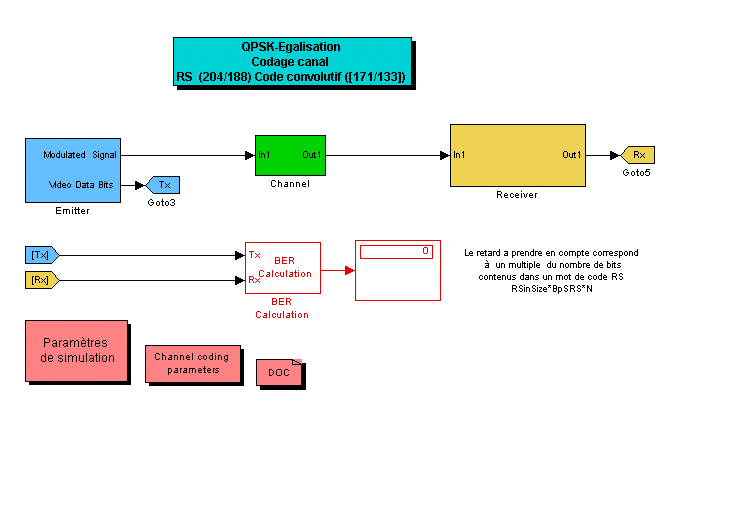 QPSK-Egalisation
Codage canal
RS (204/188) Code convolutif ([171/133])
Modulated Signal
Video Data Bits
Emitter
Tx
Goto3
In1
Out1
Channel
In1
Out1
Receiver
Rx
Goto5
[Tx]
[Rx]
Tx
Rx
BER
Calculation
BER
Calculation
0
Le retard a prendre en compte correspond
à un multiple du nombre de bits
contenus dans un mot de code RS
RSinSize*BpSRS*N
Paramètres
de simulation
Channel coding
parameters
DOC